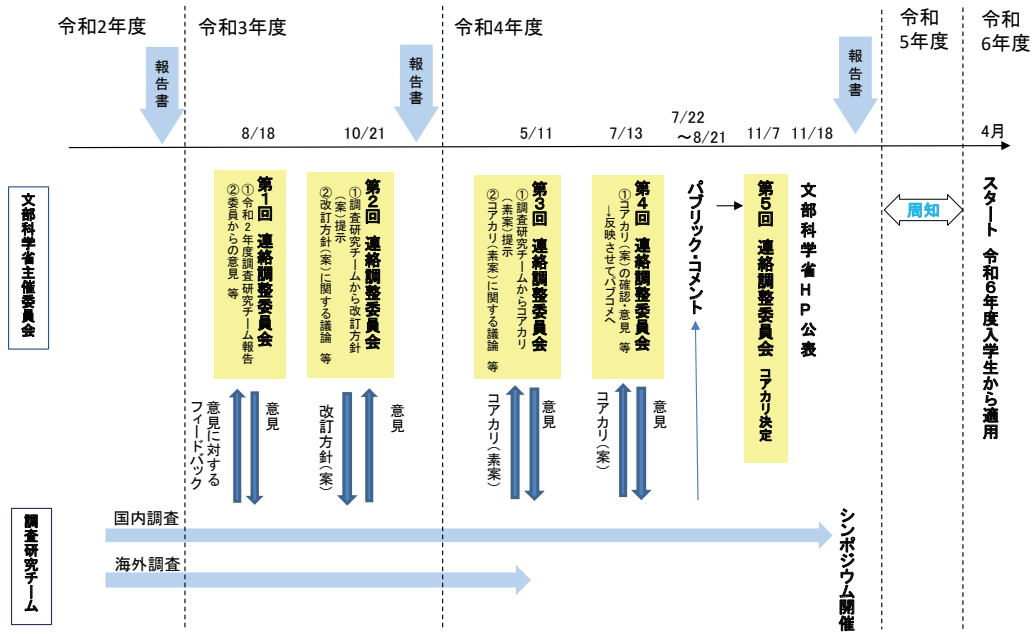 令和2年度
令和3年度
令和4年度
令和
5年度
令和
6年度
報告書
報告書
報告書
8/18
10/21
5/11
7/13
7/22
～8/21
11/7
11/18
4月
文部科学省主催委員会
第1回 連絡調整委員会
①令和2年度調査研究チーム報告
②委員からの意見 等
第2回 連絡調整委員会
①調査研究チームから改訂方針
(案)提示
②改訂方針(案)に関する議論 等
第3回 連絡調整委員会
①調査研究チームからコアカリ
(素案)提示
②コアカリ(素案)に関する議論 等
第4回 連絡調整委員会
①コアカリ(案)の確認・意見 等
→反映させてパブコメへ
パブリック・コメント
第5回 連絡調整委員会 コアカリ決定
文部科学省HP公表
周知
スタート 令和6年度入学生から適用
意見に対する
フィードバック
意見
改訂方針(案)
意見
コアカリ(素案)
意見
コアカリ(案)
意見
調査研究チーム
国内調査
海外調査
シンポジウム開催